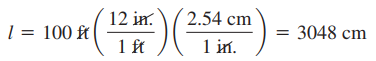 l = 100 ft (12 in. / 1 ft) (2.54 cm / 1 in.) = 3048 cm